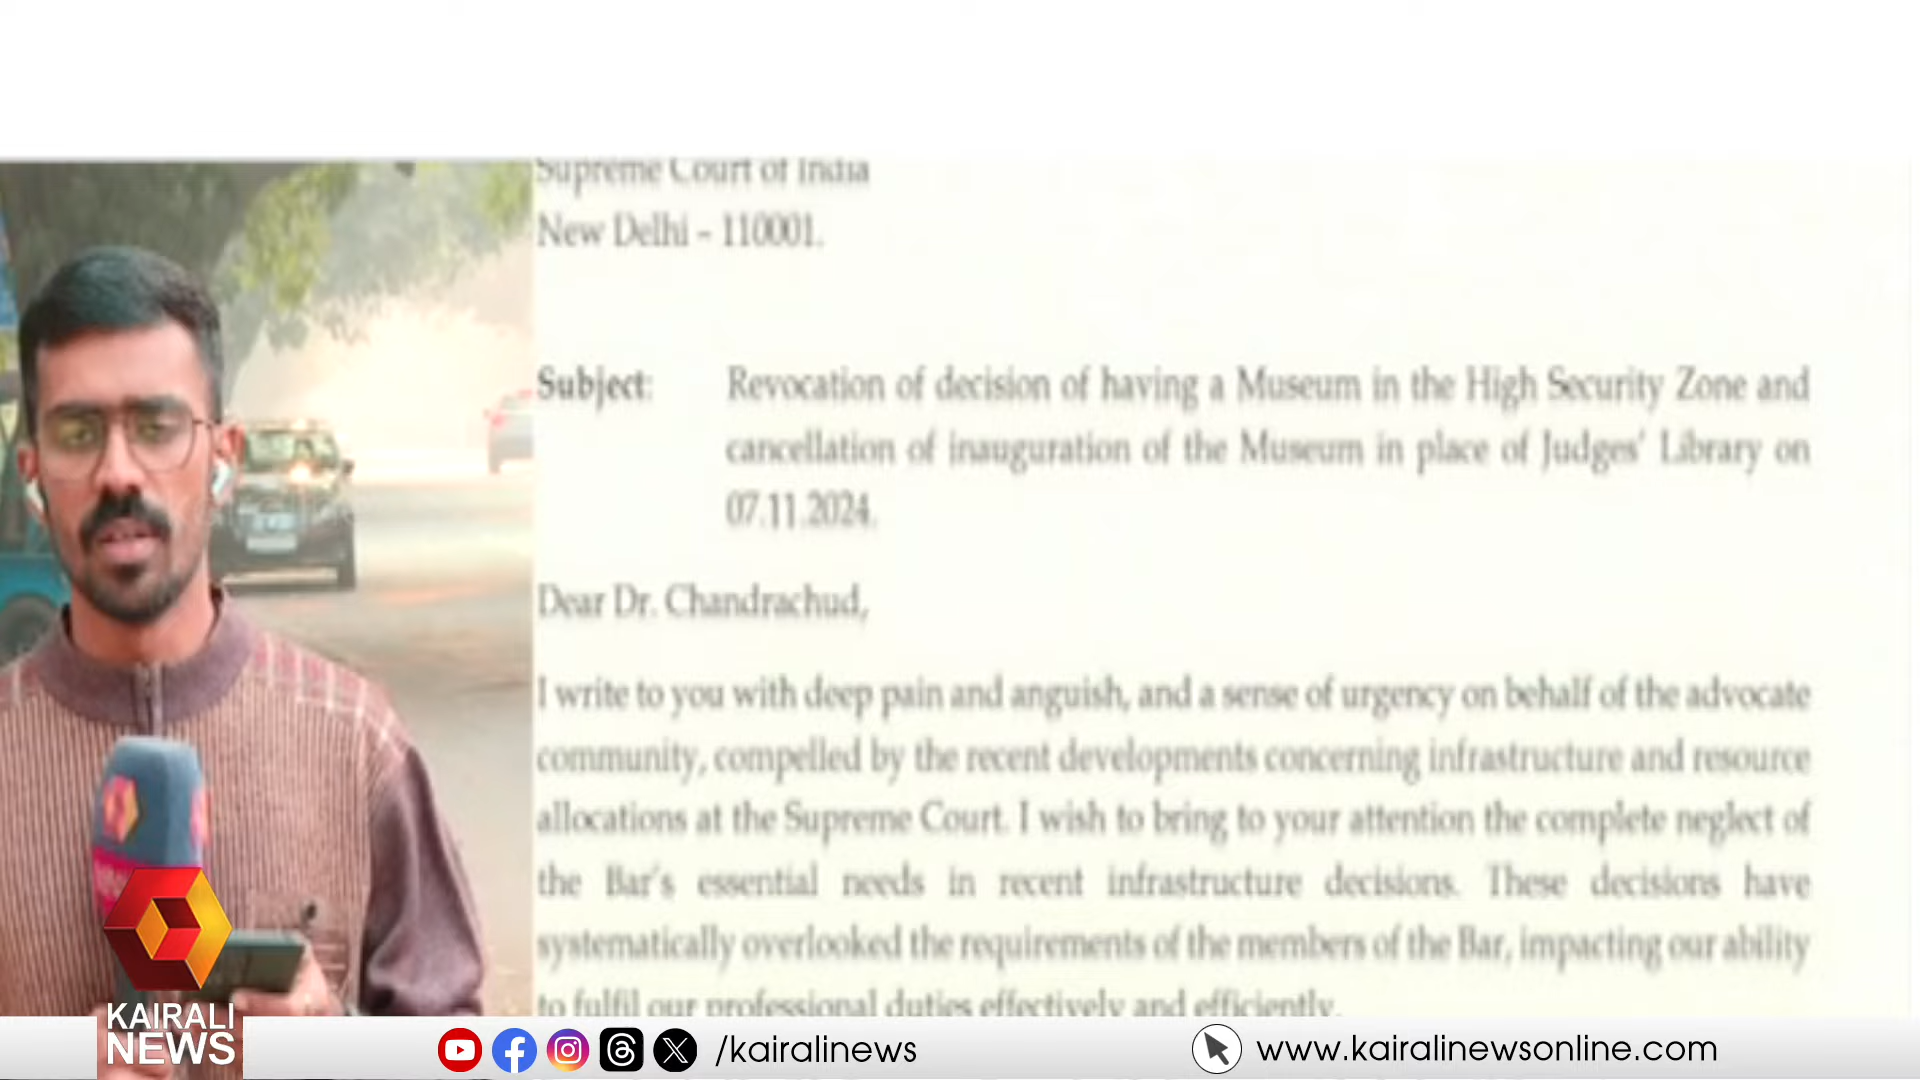 Supreme Court of India
New Delhi – 110001.
Subject: Revocation of decision of having a Museum in the High Security Zone and
cancellation of inauguration of the Museum in place of Judges' Library on
07.11.2024.
Dear Dr. Chandrachud,
I write to you with deep pain and anguish, and a sense of urgency on behalf of the advocate
community, compelled by the recent developments concerning infrastructure and resource
allocations at the Supreme Court. I wish to bring to your attention the complete neglect of
the Bar's essential needs in recent infrastructure decisions. These decisions have
systematically overlooked the requirements of the members of the Bar, impacting our ability
to fulfil our professional duties effectively and efficiently.
KAIRALI
NEWS
/kairalinews
www.kairalinewsonline.com